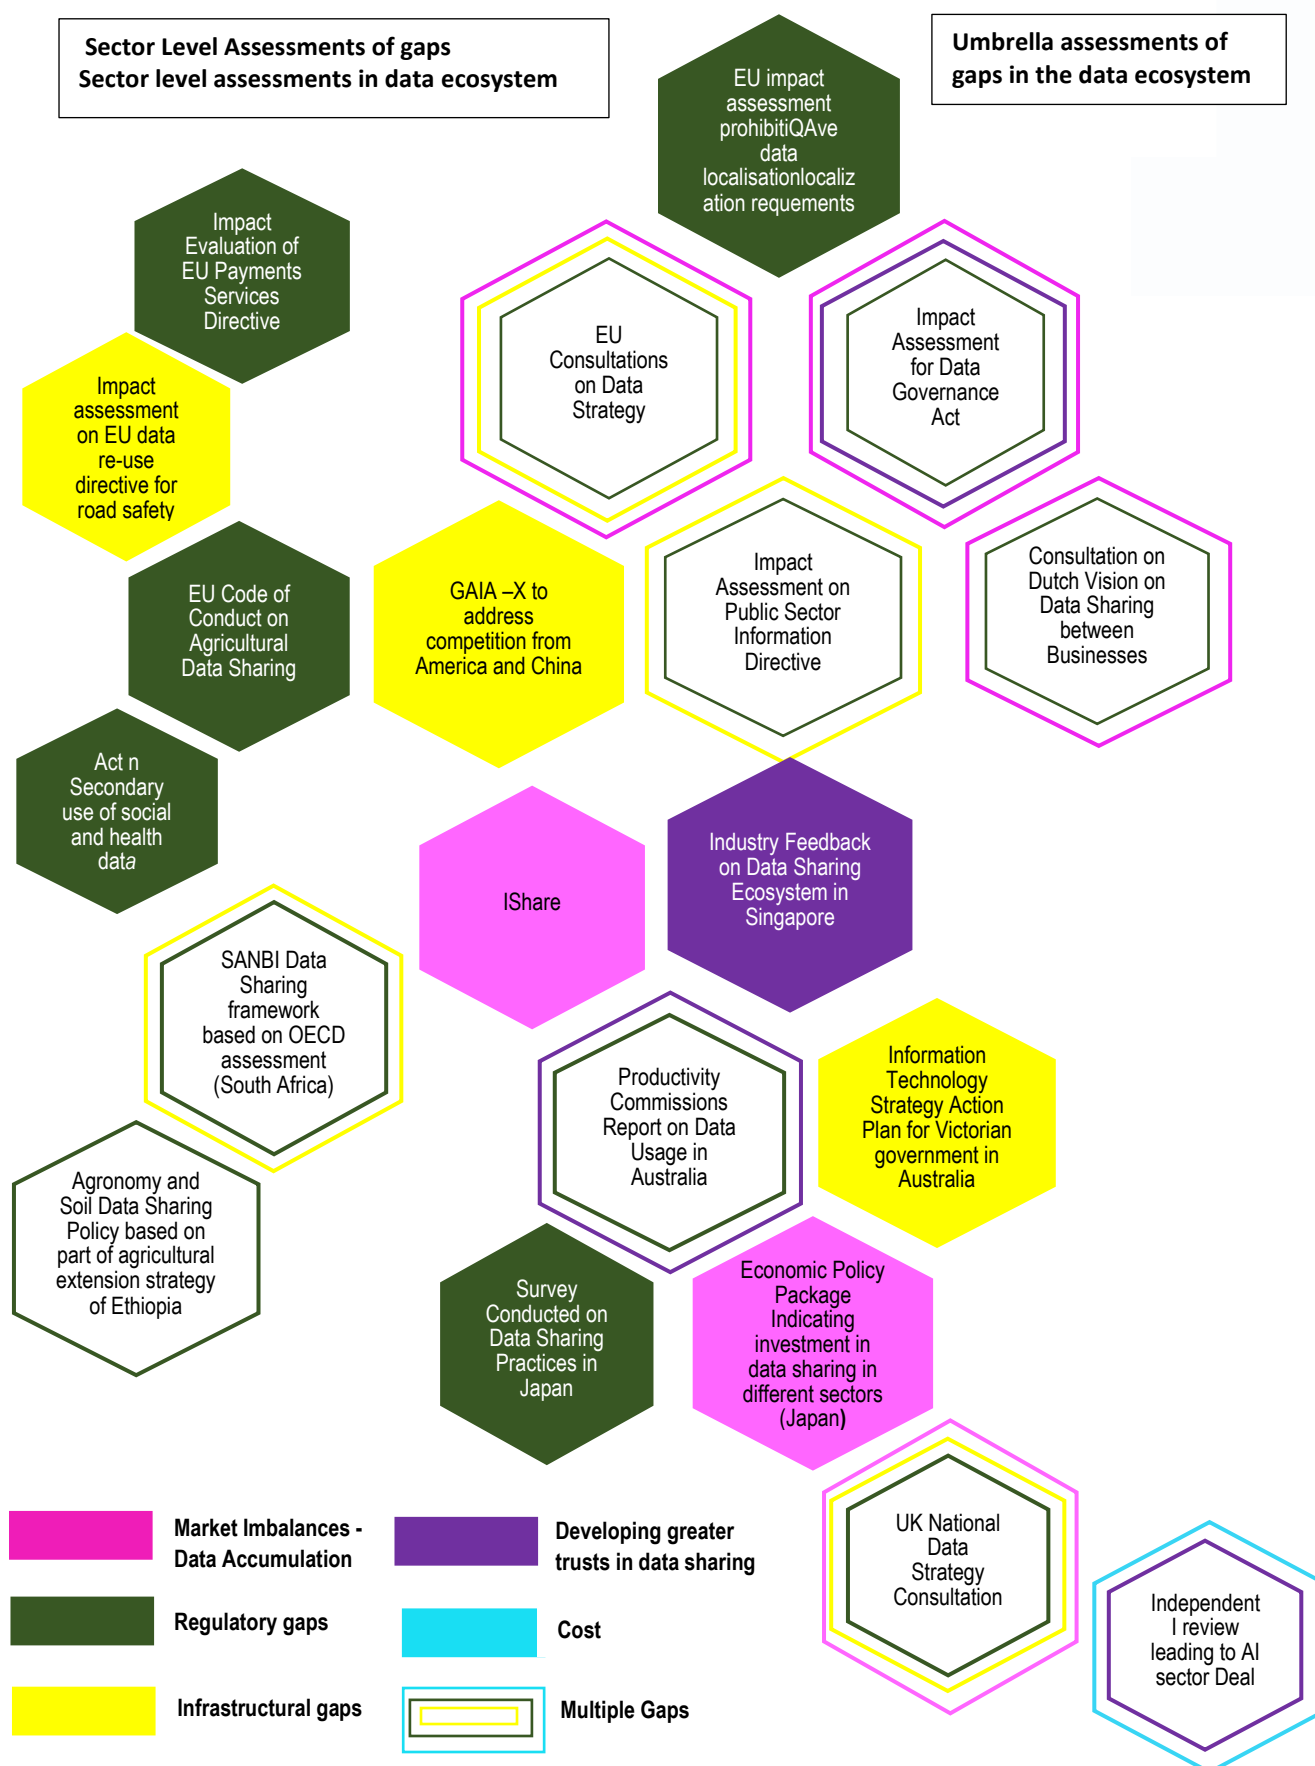 Sector Level Assessments of gaps
Sector level assessments in data ecosystem
Umbrella assessments of
gaps in the data ecosystem
EU impact
assessment
prohibitiQAve
data
localisationlocaliz
ation requements
Impact
Evaluation of
EU Payments
Services
Directive
EU
Consultations
on Data
Strategy
Impact
Assessment
for Data
Governance
Act
Impact
assessment
on EU data
re-use
directive for
road safety
EU Code of
Conduct on
Agricultural
Data Sharing
GAIA –X to
address
competition from
America and China
Impact
Assessment on
Public Sector
Information
Directive
Consultation on
Dutch Vision on
Data Sharing
between
Businesses
Act n
Secondary
use of social
and health
data
IShare
Industry Feedback
on Data Sharing
Ecosystem in
Singapore
SANBI Data
Sharing
framework
based on OECD
assessment
(South Africa)
Productivity
Commissions
Report on Data
Usage in
Australia
Information
Technology
Strategy Action
Plan for Victorian
government in
Australia
Agronomy and
Soil Data Sharing
Policy based on
part of agricultural
extension strategy
of Ethiopia
Survey
Conducted on
Data Sharing
Practices in
Japan
Economic Policy
Package
Indicating
investment in
data sharing in
different sectors
(Japan)
UK National
Data
Strategy
Consultation
Independent
I review
leading to AI
sector Deal
Market Imbalances -
Data Accumulation
Developing greater
trusts in data sharing
Regulatory gaps
Cost
Infrastructural gaps
Multiple Gaps